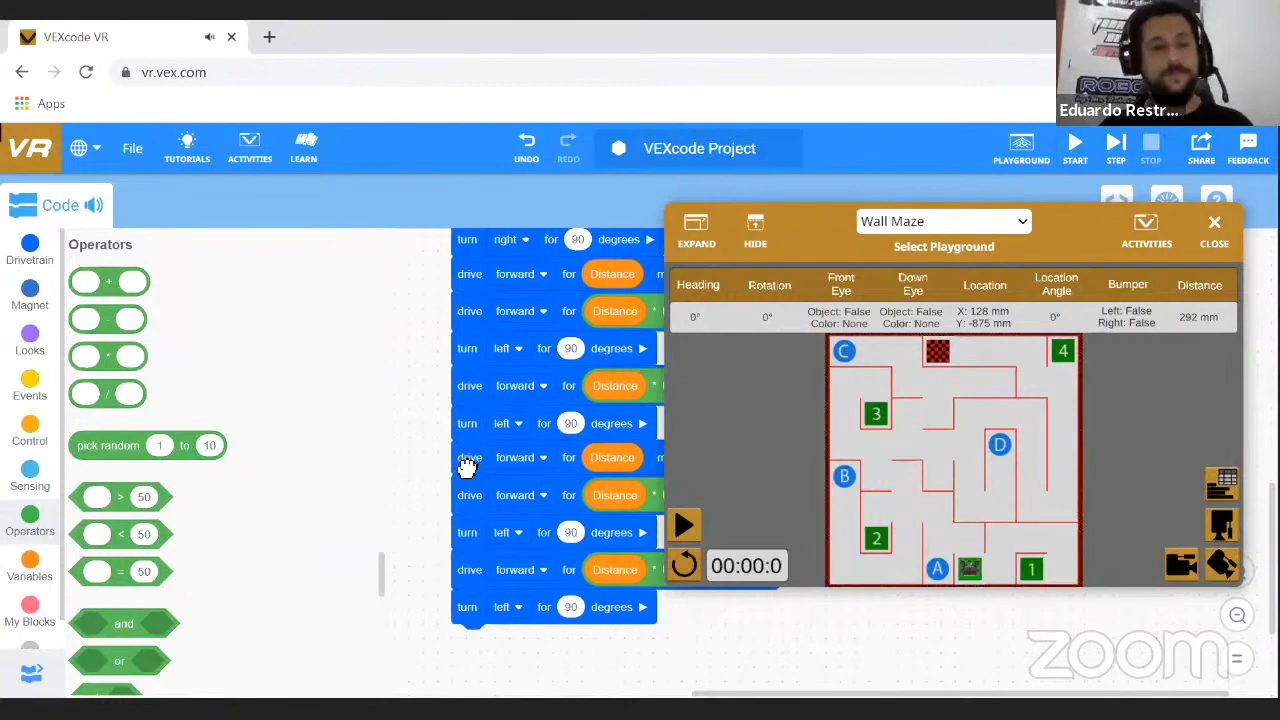 VEXcode VR
vr.vex.com
Apps
Eduardo Restr...
VR
File
TUTORIALS
ACTIVITIES
LEARN
UNDO
REDO
VEXcode Project
PLAYGROUND
START
STEP
STOP
SHARE
FEEDBACK
Code
Drivetrain
Magnet
Looks
Events
Control
Sensing
Operators
Variables
My Blocks
Operators
+
-
*
/
pick random 1 to 10
> 50
< 50
= 50
and
or
turn right for 90 degrees
drive forward for Distance m
drive forward for Distance *
turn left for 90 degrees
drive forward for Distance *
turn left for 90 degrees
drive forward for Distance m
drive forward for Distance *
turn left for 90 degrees
drive forward for Distance *
turn left for 90 degrees
EXPAND
HIDE
Wall Maze
Select Playground
ACTIVITIES
CLOSE
Heading Rotation Front Eye Down Eye Location Location Angle Bumper Distance
0° 0° Object: False Object: False X: 128 mm 0° Left: False 292 mm
Color: None Color: None Y: -875 mm Right: False
C
4
3
D
B
2
A
1
00:00:0
zoom